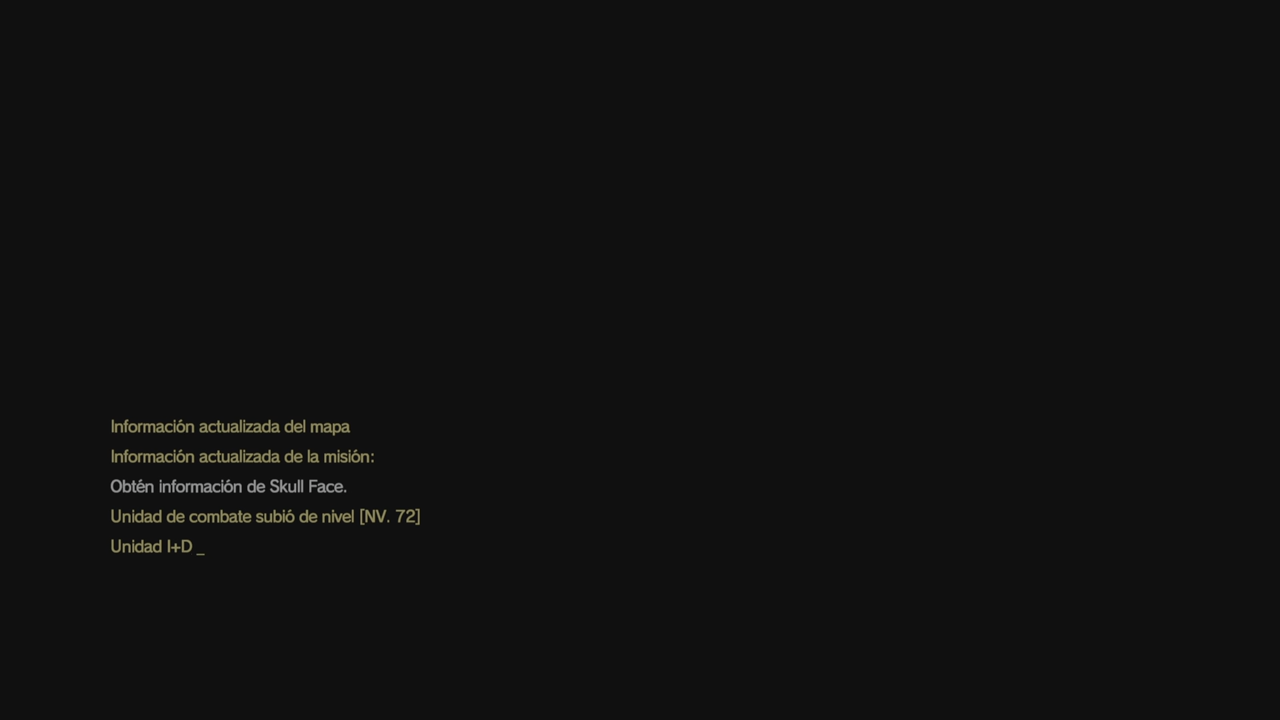 Información actualizada del mapa
Información actualizada de la misión:
Obtén información de Skull Face.
Unidad de combate subió de nivel [NV. 72]
Unidad I+D _